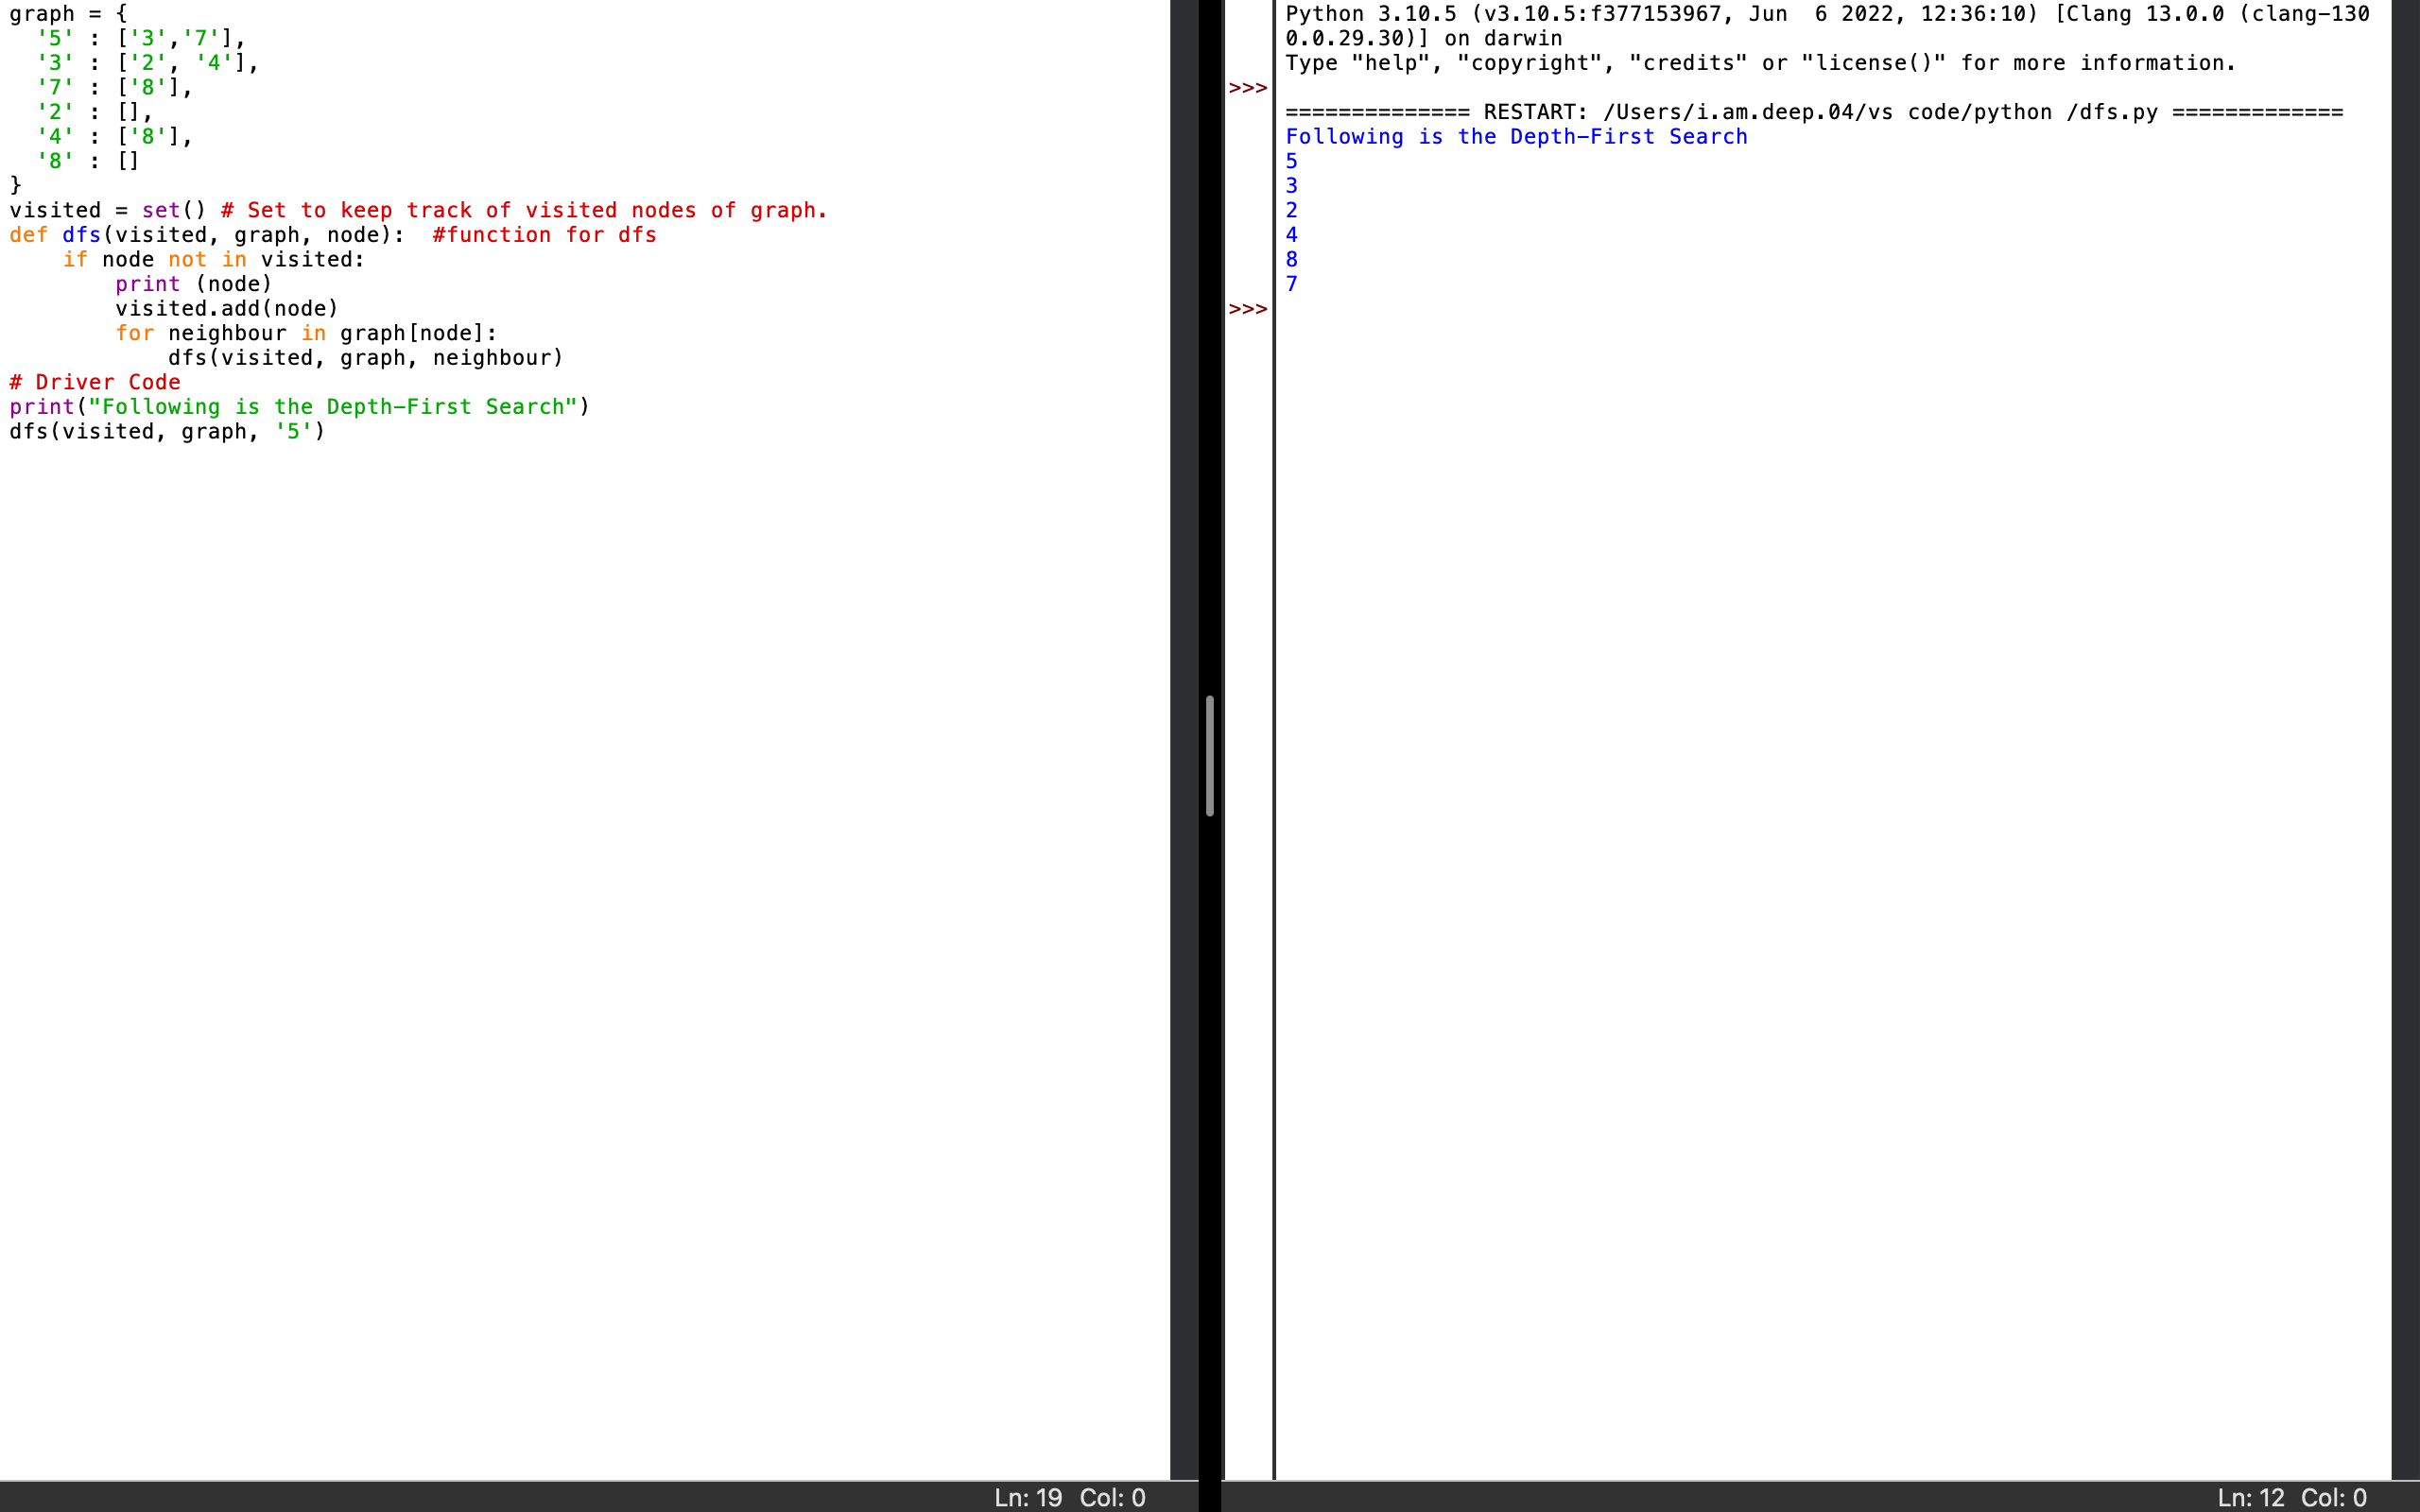 graph = {
  '5' : ['3','7'],
  '3' : ['2', '4'],
  '7' : ['8'],
  '2' : [],
  '4' : ['8'],
  '8' : []
}
visited = set() # Set to keep track of visited nodes of graph.
def dfs(visited, graph, node):  #function for dfs
    if node not in visited:
        print (node)
        visited.add(node)
        for neighbour in graph[node]:
            dfs(visited, graph, neighbour)
# Driver Code
print("Following is the Depth-First Search")
dfs(visited, graph, '5')
Ln: 19 Col: 0
Python 3.10.5 (v3.10.5:f377153967, Jun  6 2022, 12:36:10) [Clang 13.0.0 (clang-130
0.0.29.30)] on darwin
Type "help", "copyright", "credits" or "license()" for more information.
>>>
============== RESTART: /Users/i.am.deep.04/vs code/python /dfs.py =============
Following is the Depth-First Search
5
3
2
4
8
7
>>>
Ln: 12 Col: 0